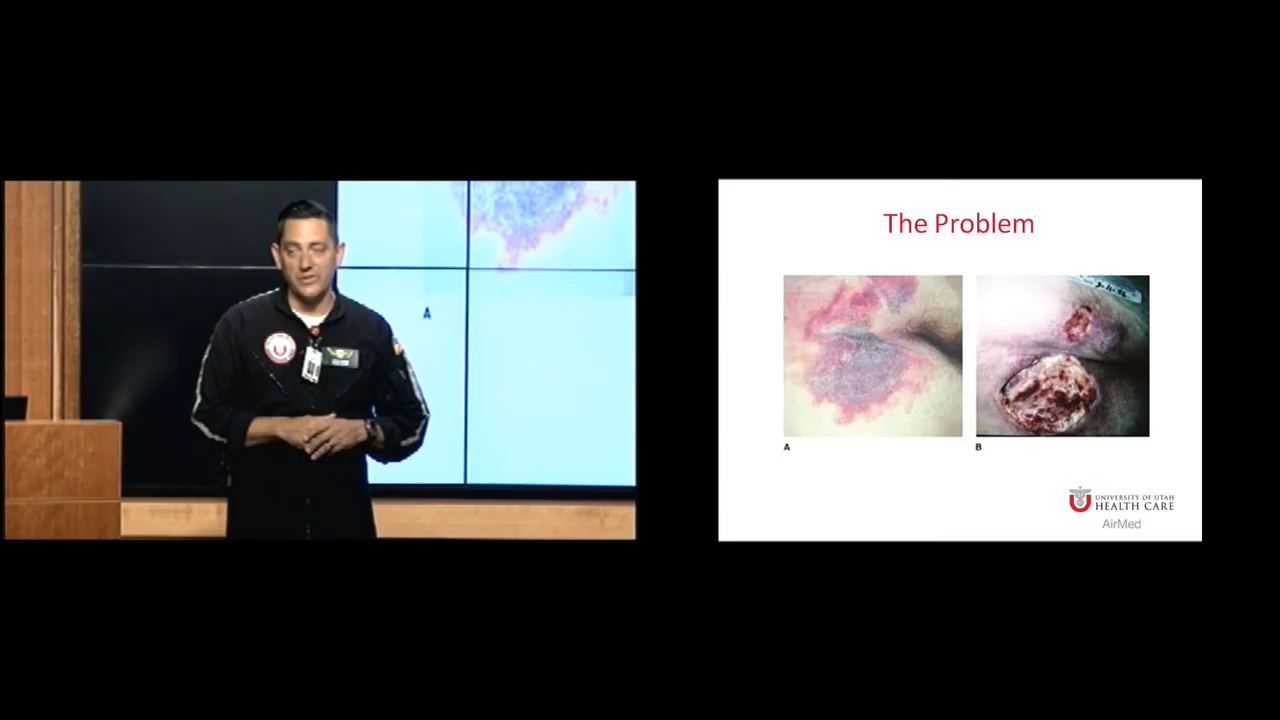 A
U
The Problem
A
B
UNIVERSITY OF UTAH
HEALTH CARE
AirMed